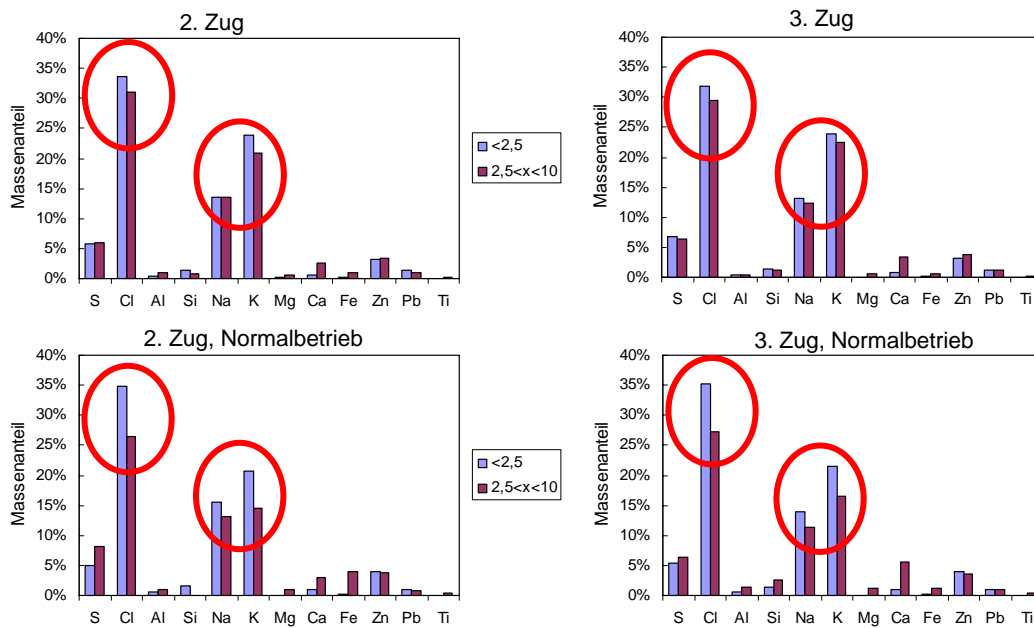 2. Zug
40%
35%
30%
25%
20%
15%
10%
5%
0%
Massenanteil
S Cl Al Si Na K Mg Ca Fe Zn Pb Ti
<2,5
2,5<x<10
3. Zug
40%
35%
30%
25%
20%
15%
10%
5%
0%
Massenanteil
S Cl Al Si Na K Mg Ca Fe Zn Pb Ti
2. Zug, Normalbetrieb
40%
35%
30%
25%
20%
15%
10%
5%
0%
Massenanteil
S Cl Al Si Na K Mg Ca Fe Zn Pb Ti
<2,5
2,5<x<10
3. Zug, Normalbetrieb
40%
35%
30%
25%
20%
15%
10%
5%
0%
Massenanteil
S Cl Al Si Na K Mg Ca Fe Zn Pb Ti